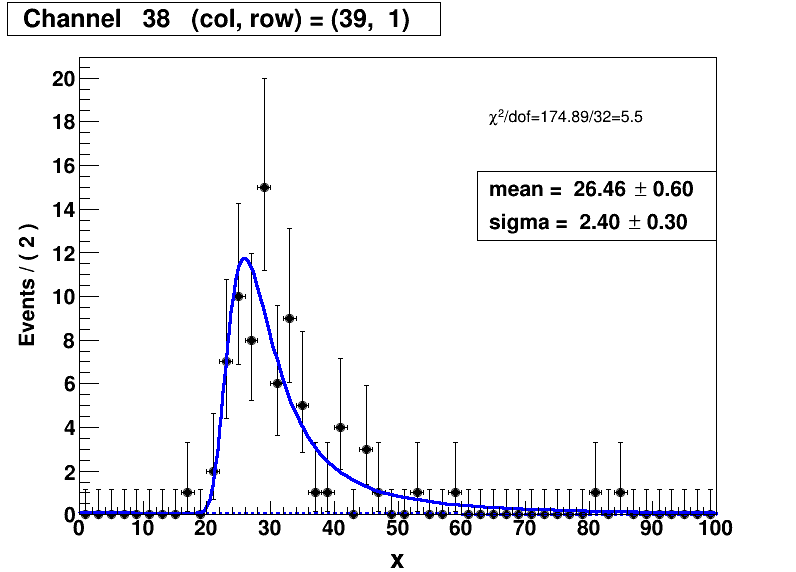 Channel 38 (col, row) = (39, 1)
χ²/dof=174.89/32=5.5
mean = 26.46 ± 0.60
sigma = 2.40 ± 0.30
Events / ( 2 )
20
18
16
14
12
10
8
6
4
2
0
0 10 20 30 40 50 60 70 80 90 100
x